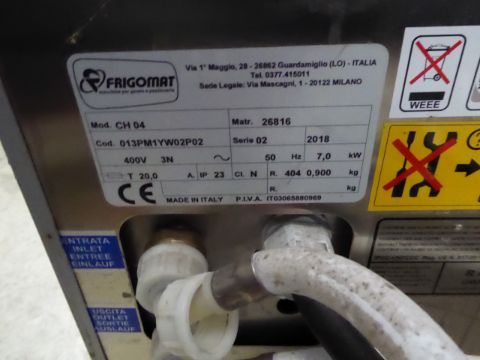 FRIGOMAT
macchine per gelato e pasticceria
Via 1° Maggio, 28 - 26862 Guardamiglio (LO) - ITALIA
Tel. 0377.415011
Sede Legale: Via Mascagni, 1 - 20122 MILANO
Mod. CH 04 Matr. 26816
Cod. 013PM1YW02P02 Serie 02 2018
400V 3N 50 Hz 7,0 kW
T 20,0 A. IP 23 Cl. N R. 404 0,900 kg
R. kg
CE MADE IN ITALY P.I.V.A. IT03065880969
WEEE
ENTRATA
INLET
ENTREE
EINLAUF
USCITA
OUTLET
SORTIE
AUSLAUF